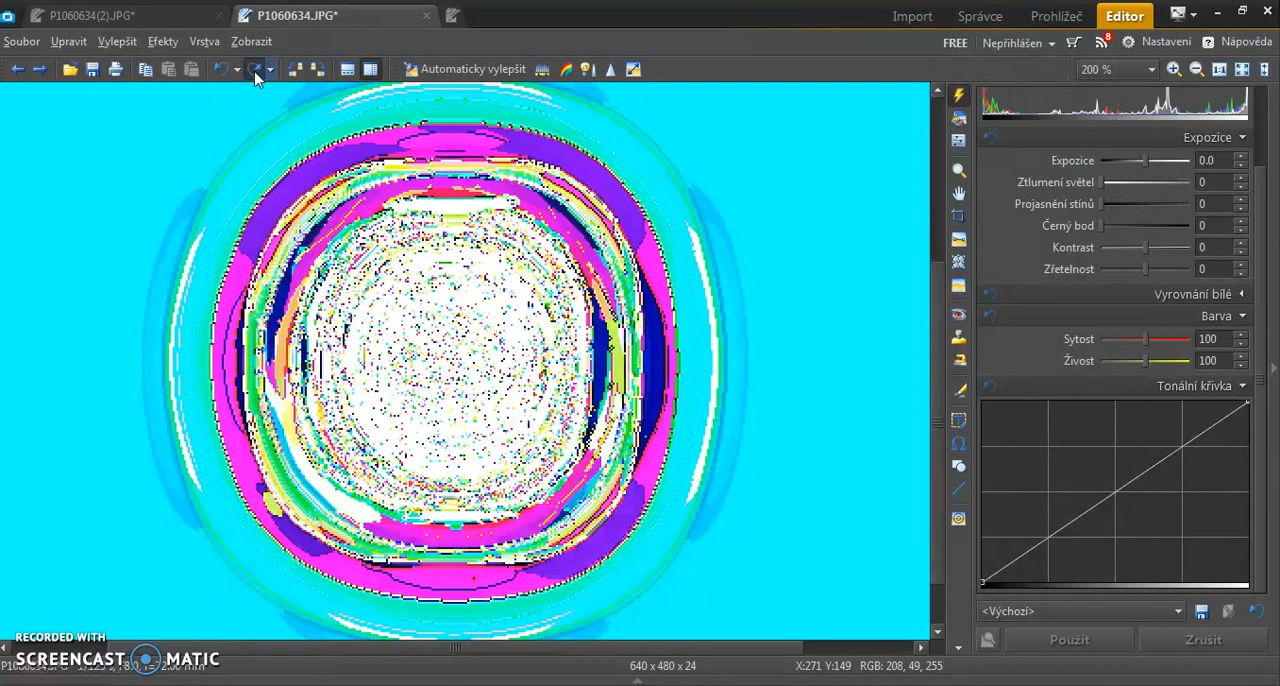 P1060634(2).JPG*
P1060634.JPG*
Import
Správce
Prohlížeč
Editor
Soubor
Upravit
Vylepšit
Efekty
Vrstva
Zobrazit
FREE
Nepřihlášen
8
Nastavení
Nápověda
Automaticky vylepšit
200 %
Expozice
Expozice 0.0
Ztlumení světel 0
Projasnění stínů 0
Černý bod 0
Kontrast 0
Zřetelnost 0
Vyrovnání bílé
Barva
Sytost 100
Živost 100
Tonální křivka
<Výchozí>
Použít
Zrušit
RECORDED WITH
SCREENCAST MATIC
640 x 480 x 24
X:271 Y:149
RGB: 208, 49, 255